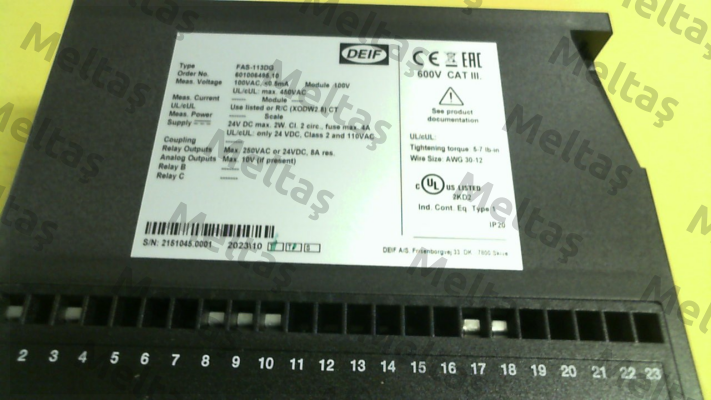 DEIF
CE EAC
600V CAT III.
Type FAS-113DG
Order No. 601006496.10
Meas. Voltage 100VAC, ≤0.5mA Module 100V
UL/cUL: max. 450VAC
Meas. Current Module
UL/cUL Use listed or R/C (XODW2.8) CT
Meas. Power Scale
Supply 24V DC max. 2W, Cl. 2 circ., fuse max. 4A
UL/cUL: only 24 VDC, Class 2 and 110VAC
Coupling
Relay Outputs Max. 250VAC or 24VDC, 8A res.
Analog Outputs Max. 10V (if present)
Relay B
Relay C
See product
documentation
UL/cUL:
Tightening torque: 5-7 lb-in
Wire Size: AWG 30-12
C UL US LISTED
2KD2
Ind. Cont. Eq. Type 1
IP20
S/N: 2151045.0001 2023\10 T S
DEIF A/S, Frisenborgvej 33, DK - 7800 Skive
2 3 4 5 6 7 8 9 10 11 12 13 14 15 16 17 18 19 20 21 22 23
Meltaş